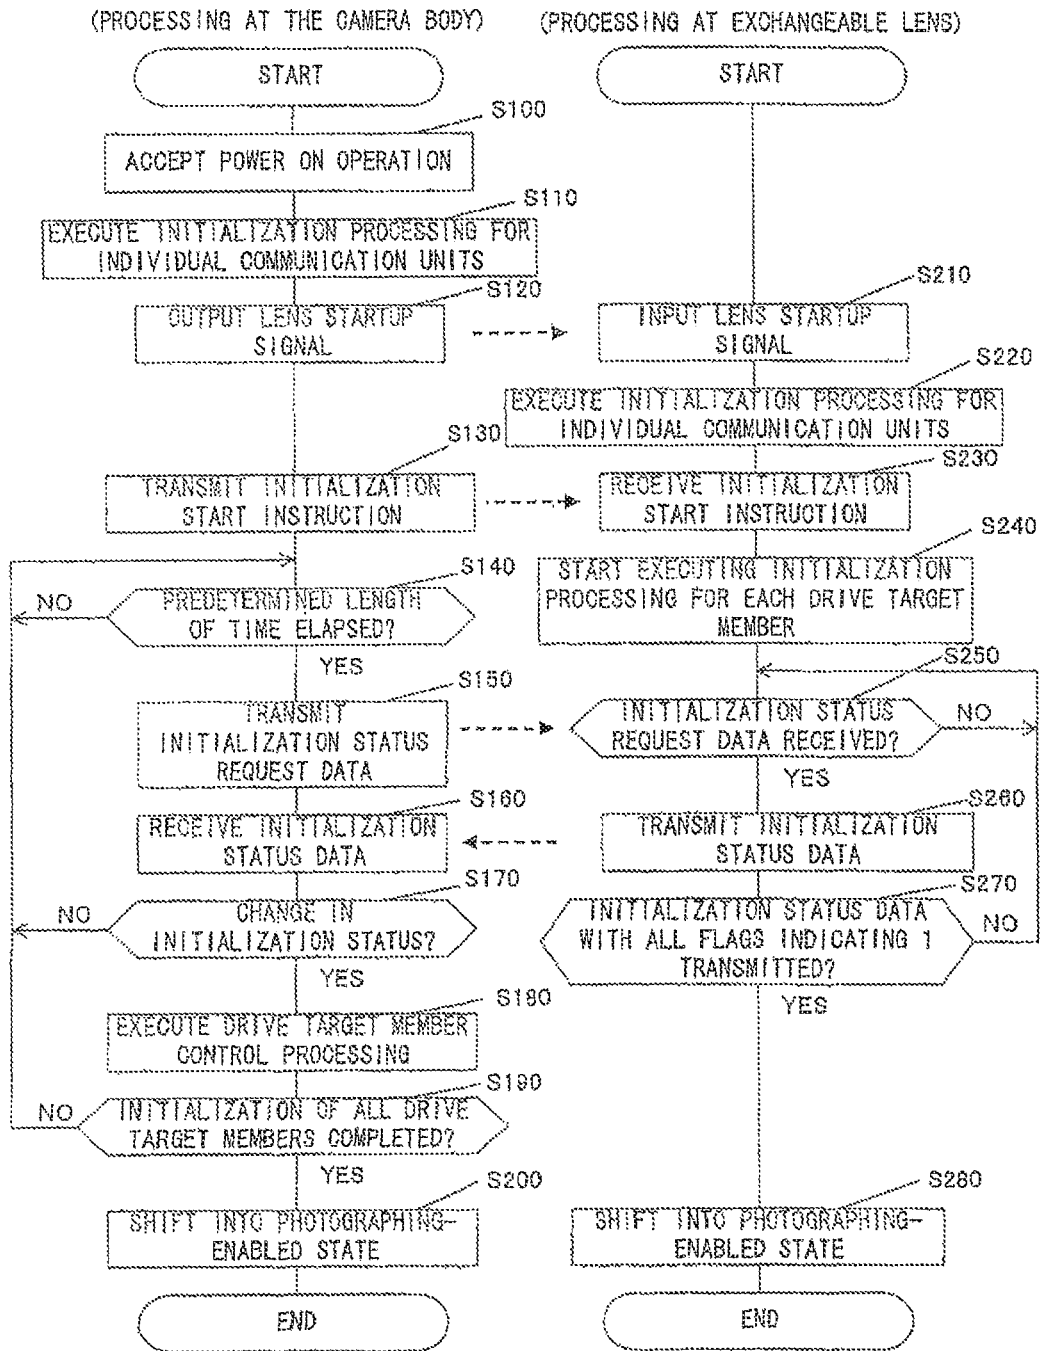 (PROCESSING AT THE CAMERA BODY)
START
S100
ACCEPT POWER ON OPERATION
S110
EXECUTE INITIALIZATION PROCESSING FOR
INDIVIDUAL COMMUNICATION UNITS
S120
OUTPUT LENS STARTUP
SIGNAL
S130
TRANSMIT INITIALIZATION
START INSTRUCTION
S140
PREDETERMINED LENGTH
OF TIME ELAPSED?
NO
YES
S150
TRANSMIT
INITIALIZATION STATUS
REQUEST DATA
S160
RECEIVE INITIALIZATION
STATUS DATA
S170
CHANGE IN
INITIALIZATION STATUS?
NO
YES
S180
EXECUTE DRIVE TARGET MEMBER
CONTROL PROCESSING
S190
INITIALIZATION OF ALL DRIVE
TARGET MEMBERS COMPLETED?
NO
YES
S200
SHIFT INTO PHOTOGRAPHING-
ENABLED STATE
END
(PROCESSING AT EXCHANGEABLE LENS)
START
S210
INPUT LENS STARTUP
SIGNAL
S220
EXECUTE INITIALIZATION PROCESSING FOR
INDIVIDUAL COMMUNICATION UNITS
S230
RECEIVE INITIALIZATION
START INSTRUCTION
S240
START EXECUTING INITIALIZATION
PROCESSING FOR EACH DRIVE TARGET
MEMBER
S250
INITIALIZATION STATUS
REQUEST DATA RECEIVED?
NO
YES
S260
TRANSMIT INITIALIZATION
STATUS DATA
S270
INITIALIZATION STATUS DATA
WITH ALL FLAGS INDICATING 1
TRANSMITTED?
NO
YES
S280
SHIFT INTO PHOTOGRAPHING-
ENABLED STATE
END